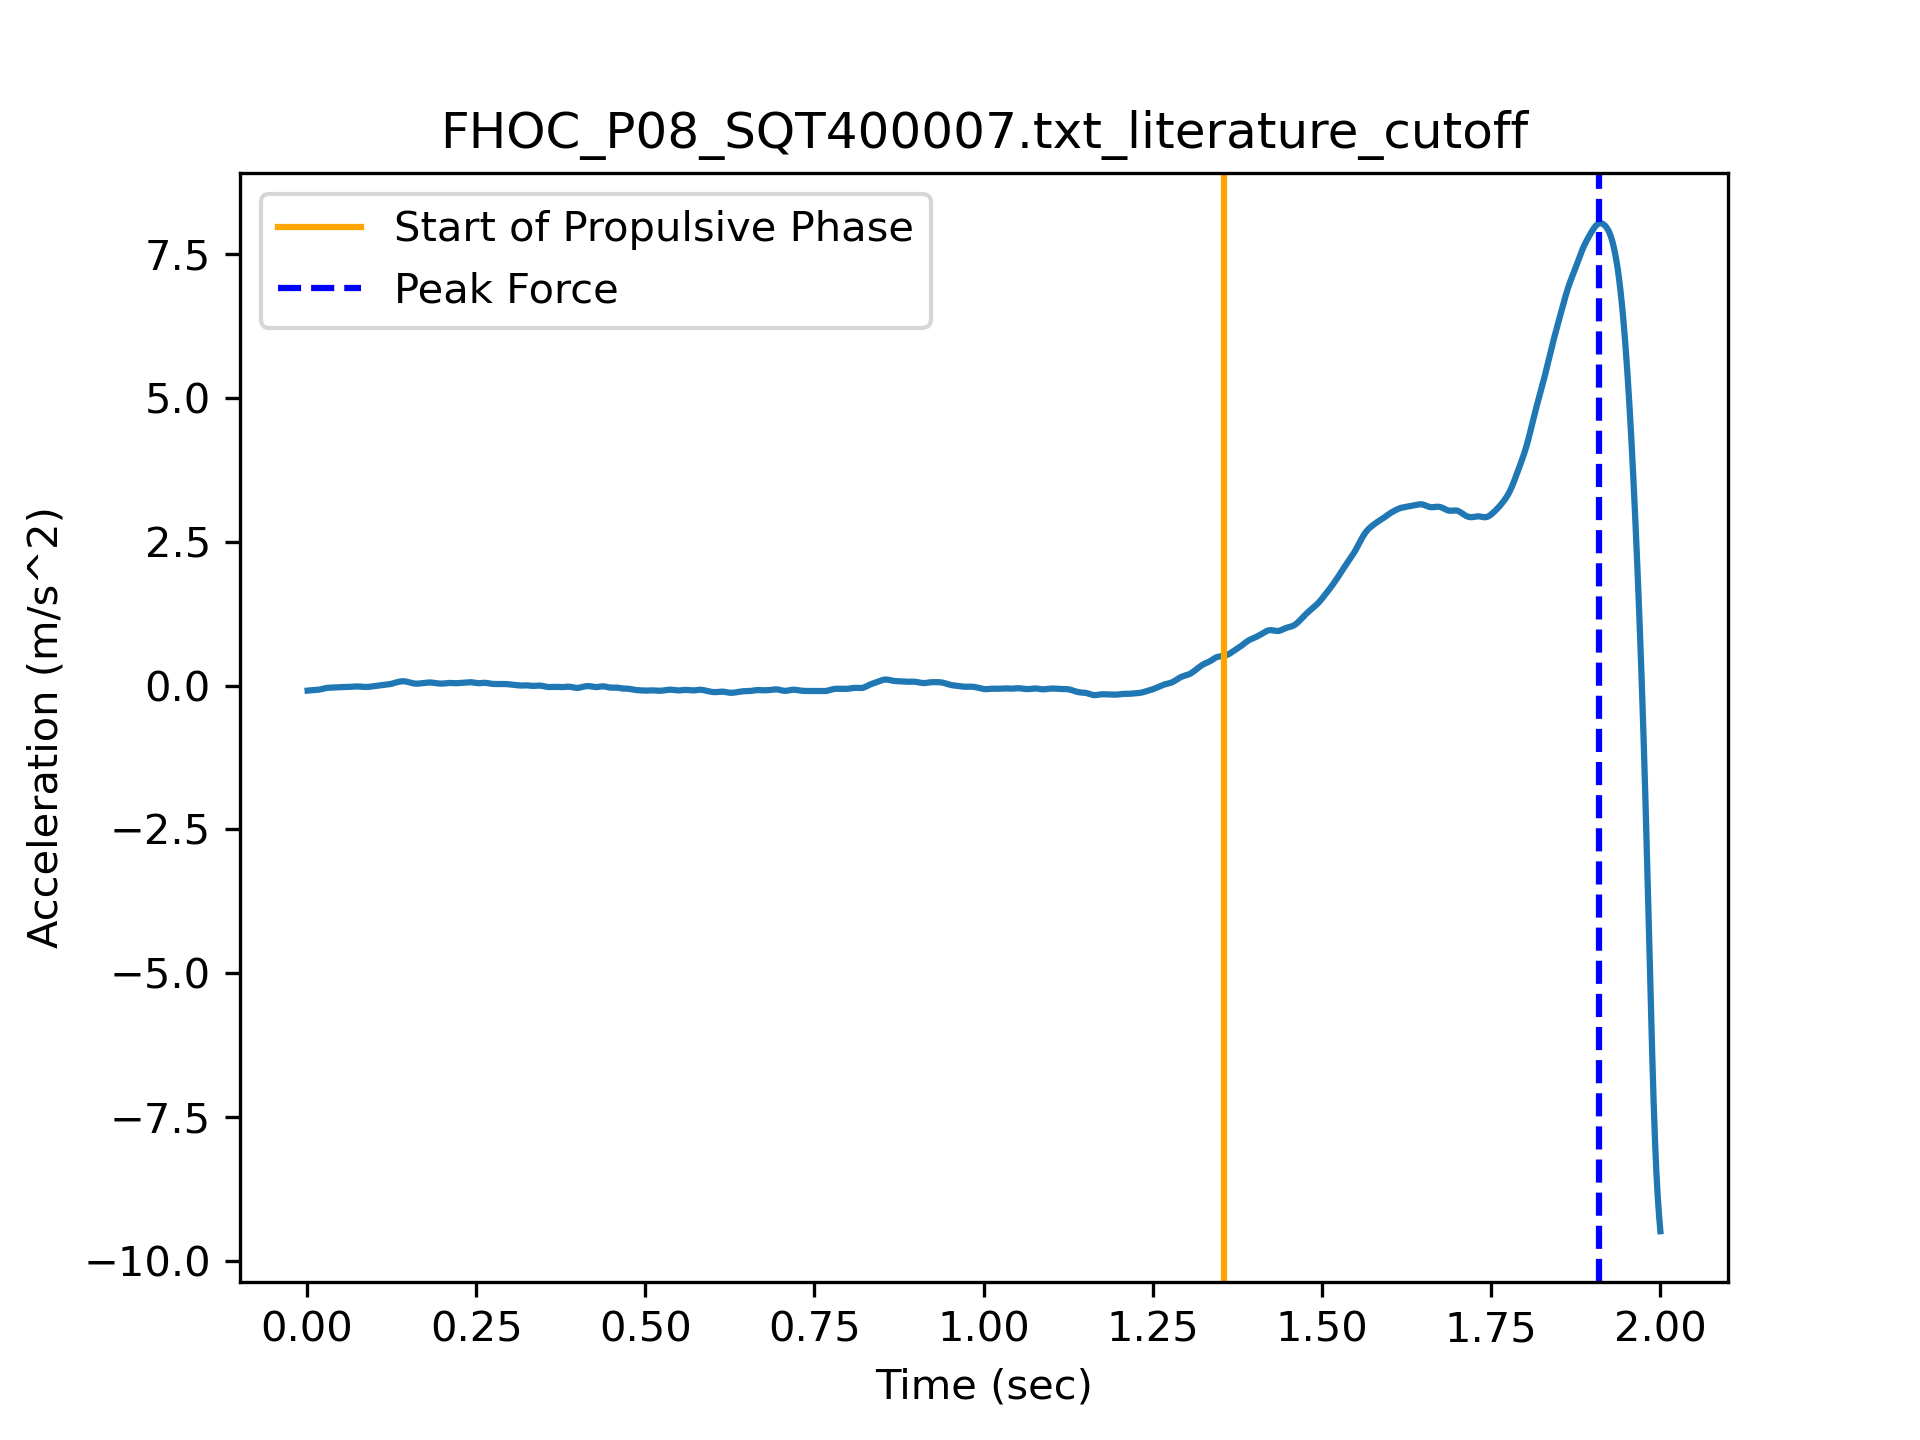 FHOC_P08_SQT400007.txt_literature_cutoff
Start of Propulsive Phase
Peak Force
7.5
5.0
2.5
0.0
−2.5
−5.0
−7.5
−10.0
Acceleration (m/s^2)
0.00 0.25 0.50 0.75 1.00 1.25 1.50 1.75 2.00
Time (sec)